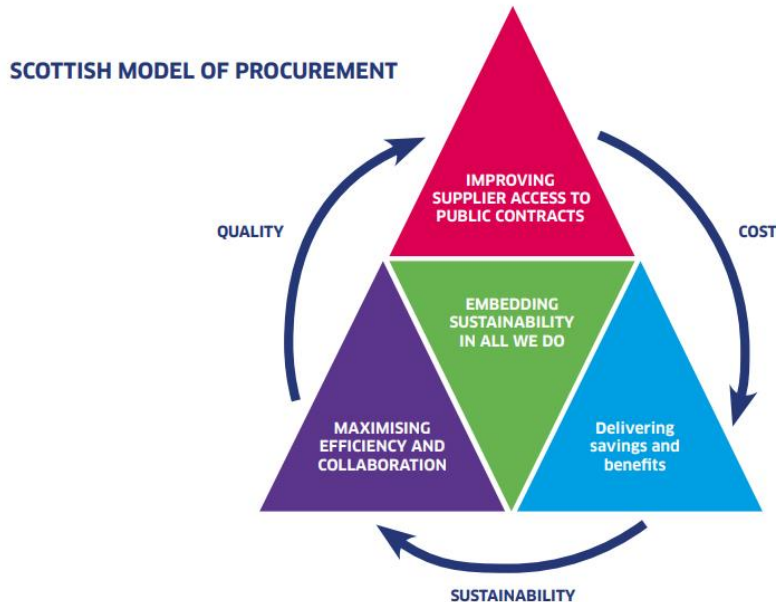 SCOTTISH MODEL OF PROCUREMENT
IMPROVING
SUPPLIER ACCESS TO
PUBLIC CONTRACTS
QUALITY
COST
EMBEDDING
SUSTAINABILITY
IN ALL WE DO
MAXIMISING
EFFICIENCY AND
COLLABORATION
Delivering
savings and
benefits
SUSTAINABILITY